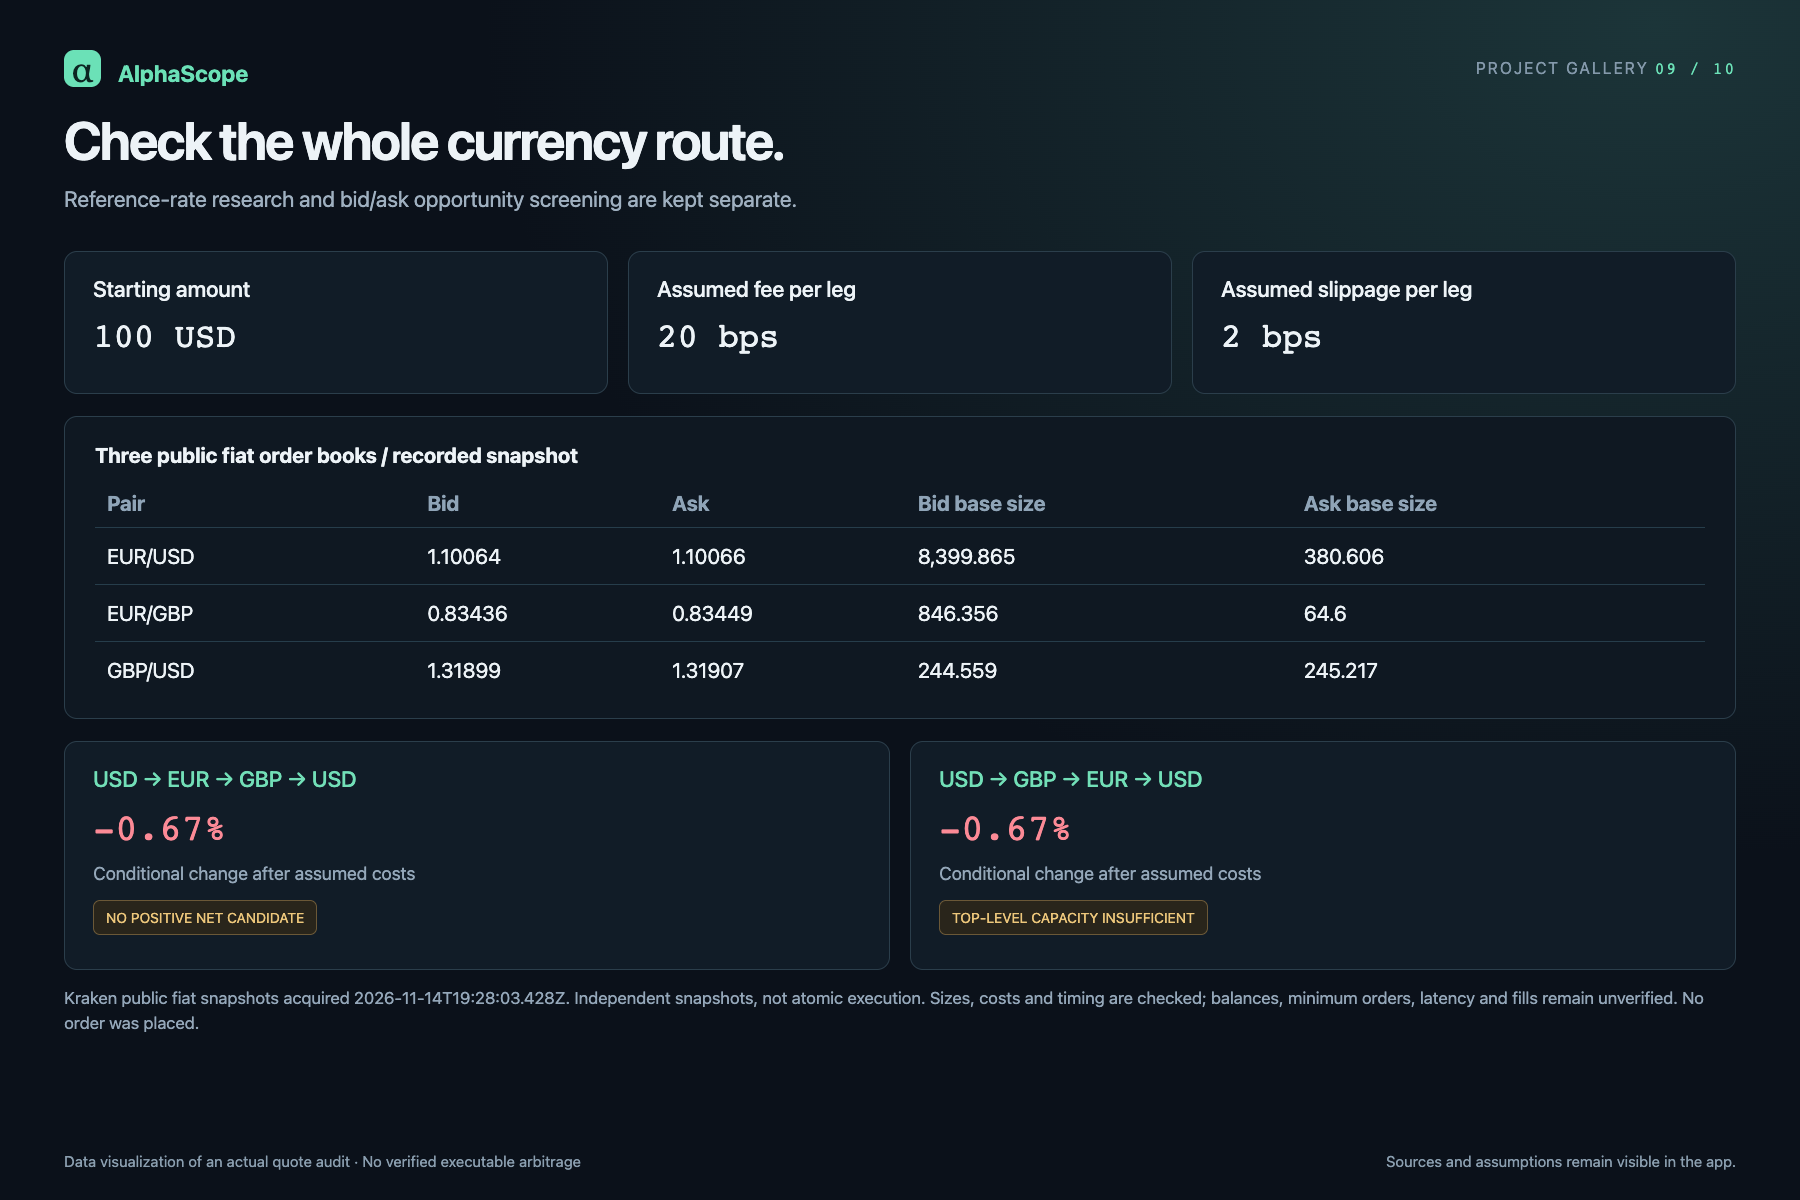 α AlphaScope
PROJECT GALLERY 09 / 10
Check the whole currency route.
Reference-rate research and bid/ask opportunity screening are kept separate.
Starting amount
100 USD
Assumed fee per leg
20 bps
Assumed slippage per leg
2 bps
Three public fiat order books / recorded snapshot
Pair Bid Ask Bid base size Ask base size
EUR/USD 1.10064 1.10066 8,399.865 380.606
EUR/GBP 0.83436 0.83449 846.356 64.6
GBP/USD 1.31899 1.31907 244.559 245.217
USD → EUR → GBP → USD
−0.67%
Conditional change after assumed costs
NO POSITIVE NET CANDIDATE
USD → GBP → EUR → USD
−0.67%
Conditional change after assumed costs
TOP-LEVEL CAPACITY INSUFFICIENT
Kraken public fiat snapshots acquired 2026-11-14T19:28:03.428Z. Independent snapshots, not atomic execution. Sizes, costs and timing are checked; balances, minimum orders, latency and fills remain unverified. No
order was placed.
Data visualization of an actual quote audit · No verified executable arbitrage
Sources and assumptions remain visible in the app.